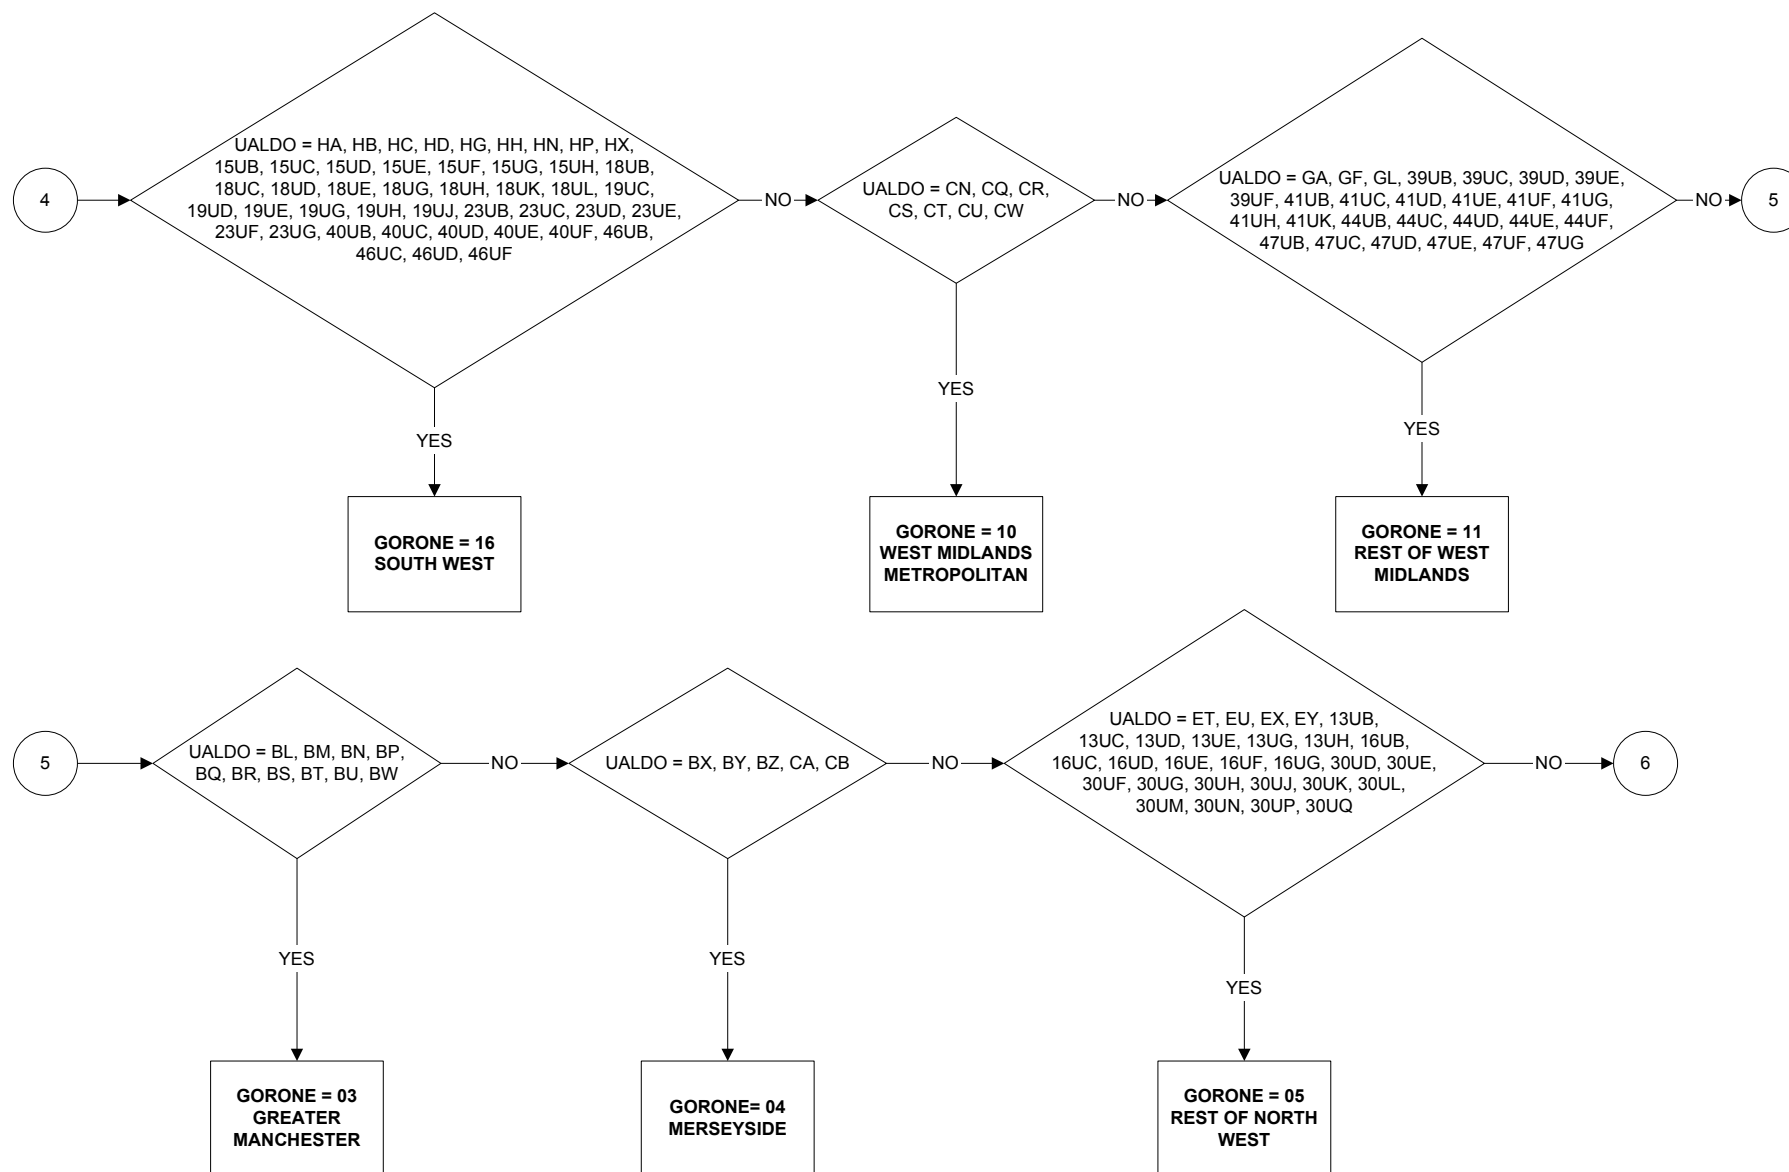 4
UALDO = HA, HB, HC, HD, HG, HH, HN, HP, HX,
15UB, 15UC, 15UD, 15UE, 15UF, 15UG, 15UH, 18UB,
18UC, 18UD, 18UE, 18UG, 18UH, 18UK, 18UL, 19UC,
19UD, 19UE, 19UG, 19UH, 19UJ, 23UB, 23UC, 23UD, 23UE,
23UF, 23UG, 40UB, 40UC, 40UD, 40UE, 40UF, 46UB,
46UC, 46UD, 46UF
NO
UALDO = CN, CQ, CR,
CS, CT, CU, CW
NO
UALDO = GA, GF, GL, 39UB, 39UC, 39UD, 39UE,
39UF, 41UB, 41UC, 41UD, 41UE, 41UF, 41UG,
41UH, 41UK, 44UB, 44UC, 44UD, 44UE, 44UF,
47UB, 47UC, 47UD, 47UE, 47UF, 47UG
NO
5
YES
YES
YES
GORONE = 16
SOUTH WEST
GORONE = 10
WEST MIDLANDS
METROPOLITAN
GORONE = 11
REST OF WEST
MIDLANDS
5
UALDO = BL, BM, BN, BP,
BQ, BR, BS, BT, BU, BW
NO
UALDO = BX, BY, BZ, CA, CB
NO
UALDO = ET, EU, EX, EY, 13UB,
13UC, 13UD, 13UE, 13UG, 13UH, 16UB,
16UC, 16UD, 16UE, 16UF, 16UG, 30UD, 30UE,
30UF, 30UG, 30UH, 30UJ, 30UK, 30UL,
30UM, 30UN, 30UP, 30UQ
NO
6
YES
YES
YES
GORONE = 03
GREATER
MANCHESTER
GORONE= 04
MERSEYSIDE
GORONE = 05
REST OF NORTH
WEST